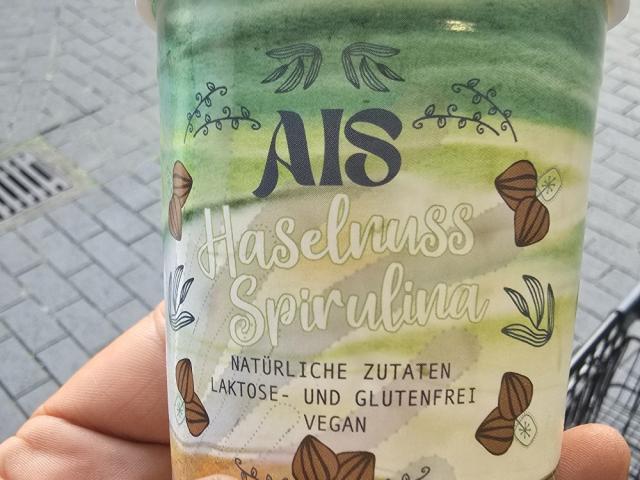 AIS
Haselnuss
Spirulina
NATÜRLICHE ZUTATEN
LAKTOSE- UND GLUTENFREI
VEGAN